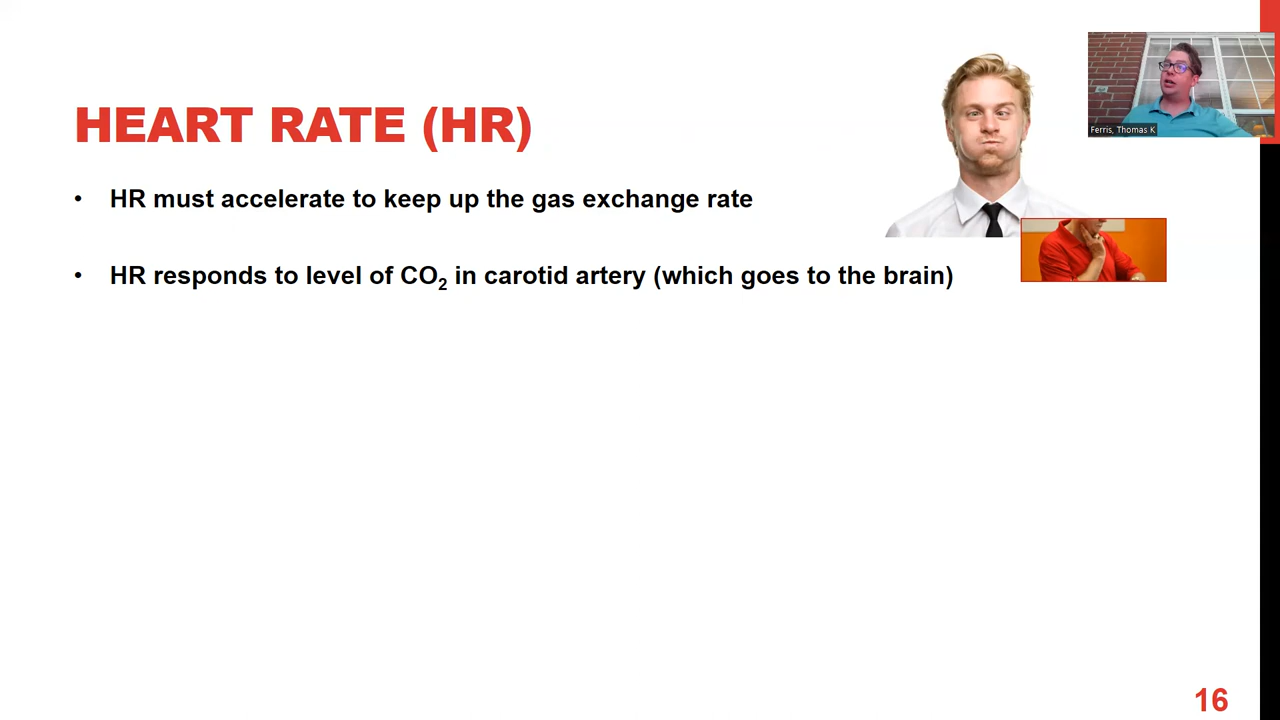 Ferris, Thomas K
HEART RATE (HR)
• HR must accelerate to keep up the gas exchange rate
• HR responds to level of CO₂ in carotid artery (which goes to the brain)
16